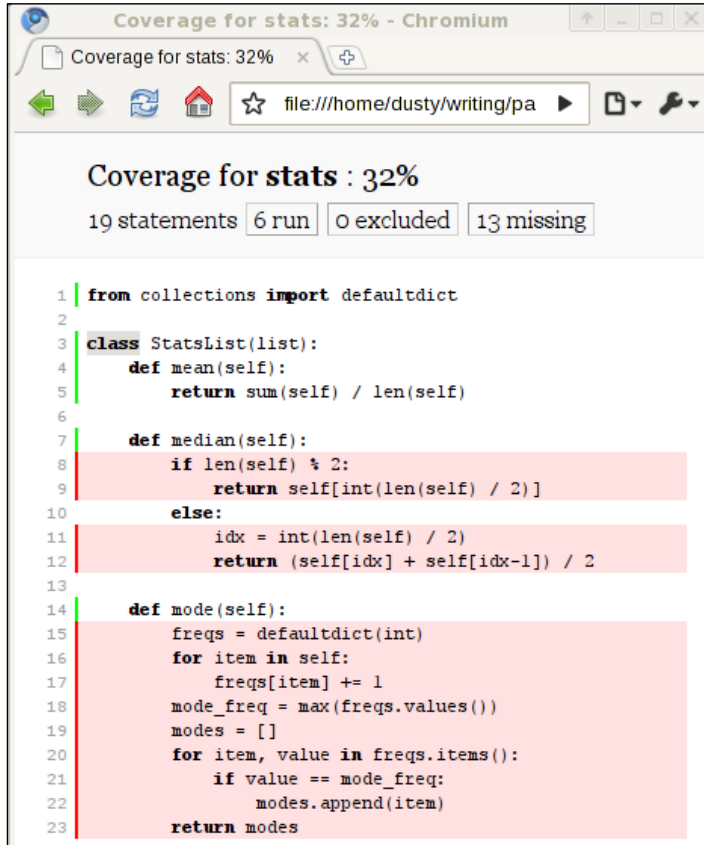 Coverage for stats: 32% - Chromium
Coverage for stats: 32%
file:///home/dusty/writing/pa
Coverage for stats : 32%
19 statements 6 run 0 excluded 13 missing
1 from collections import defaultdict
2
3 class StatsList(list):
4     def mean(self):
5         return sum(self) / len(self)
6
7     def median(self):
8         if len(self) % 2:
9             return self[int(len(self) / 2)]
10         else:
11             idx = int(len(self) / 2)
12             return (self[idx] + self[idx-1]) / 2
13
14     def mode(self):
15         freqs = defaultdict(int)
16         for item in self:
17             freqs[item] += 1
18         mode_freq = max(freqs.values())
19         modes = []
20         for item, value in freqs.items():
21             if value == mode_freq:
22                 modes.append(item)
23         return modes